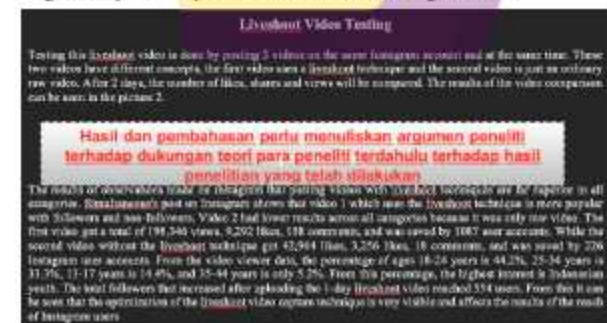 Liveshoot Video Testing
Testing this liveshoot video is done by posting 2 videos on the same Instagram account and at the same time. These
two videos have different concepts, the first video uses a liveshoot technique and the second video is just an ordinary
raw video. After 2 days, the number of likes, shares and views will be compared. The results of the video comparison
can be seen in the picture 2.
Hasil dan pembahasan perlu menuliskan argumen peneliti
terhadap dukungan teori para peneliti terdahulu terhadap hasil
penelitian yang telah dilakukan
The results of observations made on Instagram that posting videos with liveshoot techniques are far superior in all
categories. post on Instagram shows that video 1 which uses the liveshoot technique is more popular
with followers and non-followers. Video 2 had lower results across all categories because it was only raw video. The
first video got a total of views, 9,292 likes, 138 comments, and was saved by 1087 user accounts. While the
second video without the liveshoot technique got 42,964 likes, 3,256 likes, 18 comments, and was saved by 226
Instagram user accounts. From the video viewer data, the percentage of ages 18-24 years is 44.2%, 25-34 years is
31.3%, 13-17 years is 14.4%, and 35-44 years is only 5.2%. From this percentage, the highest interest is Indonesian
youth. The total followers that increased after uploading the 1-day liveshoot video reached 554 users. From this it can
be seen that the optimization of the liveshoot video capture technique is very visible and affects the results of the reach
of Instagram users